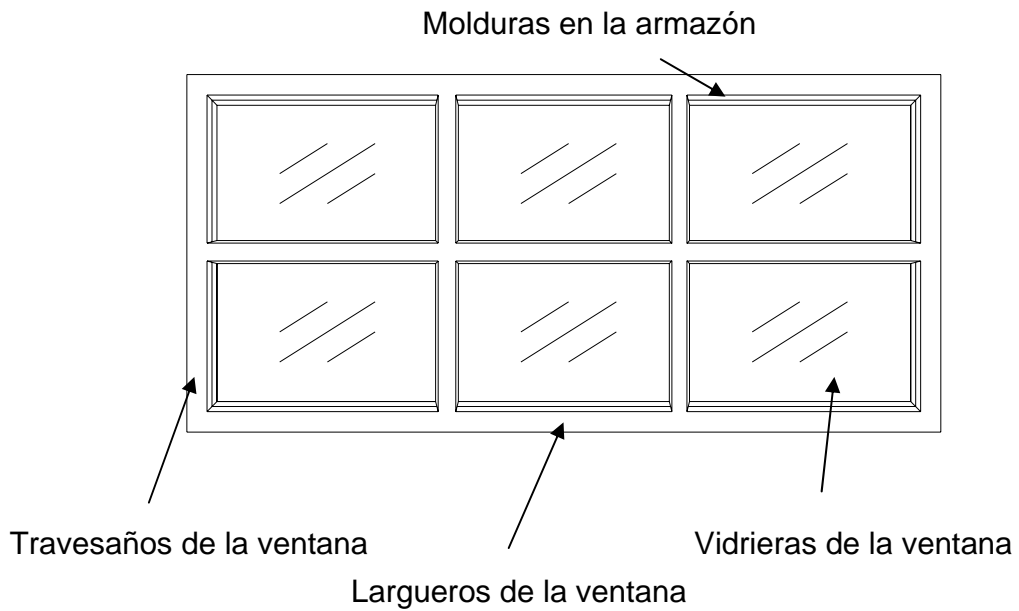 Molduras en la armazón
Travesaños de la ventana
Vidrieras de la ventana
Largueros de la ventana